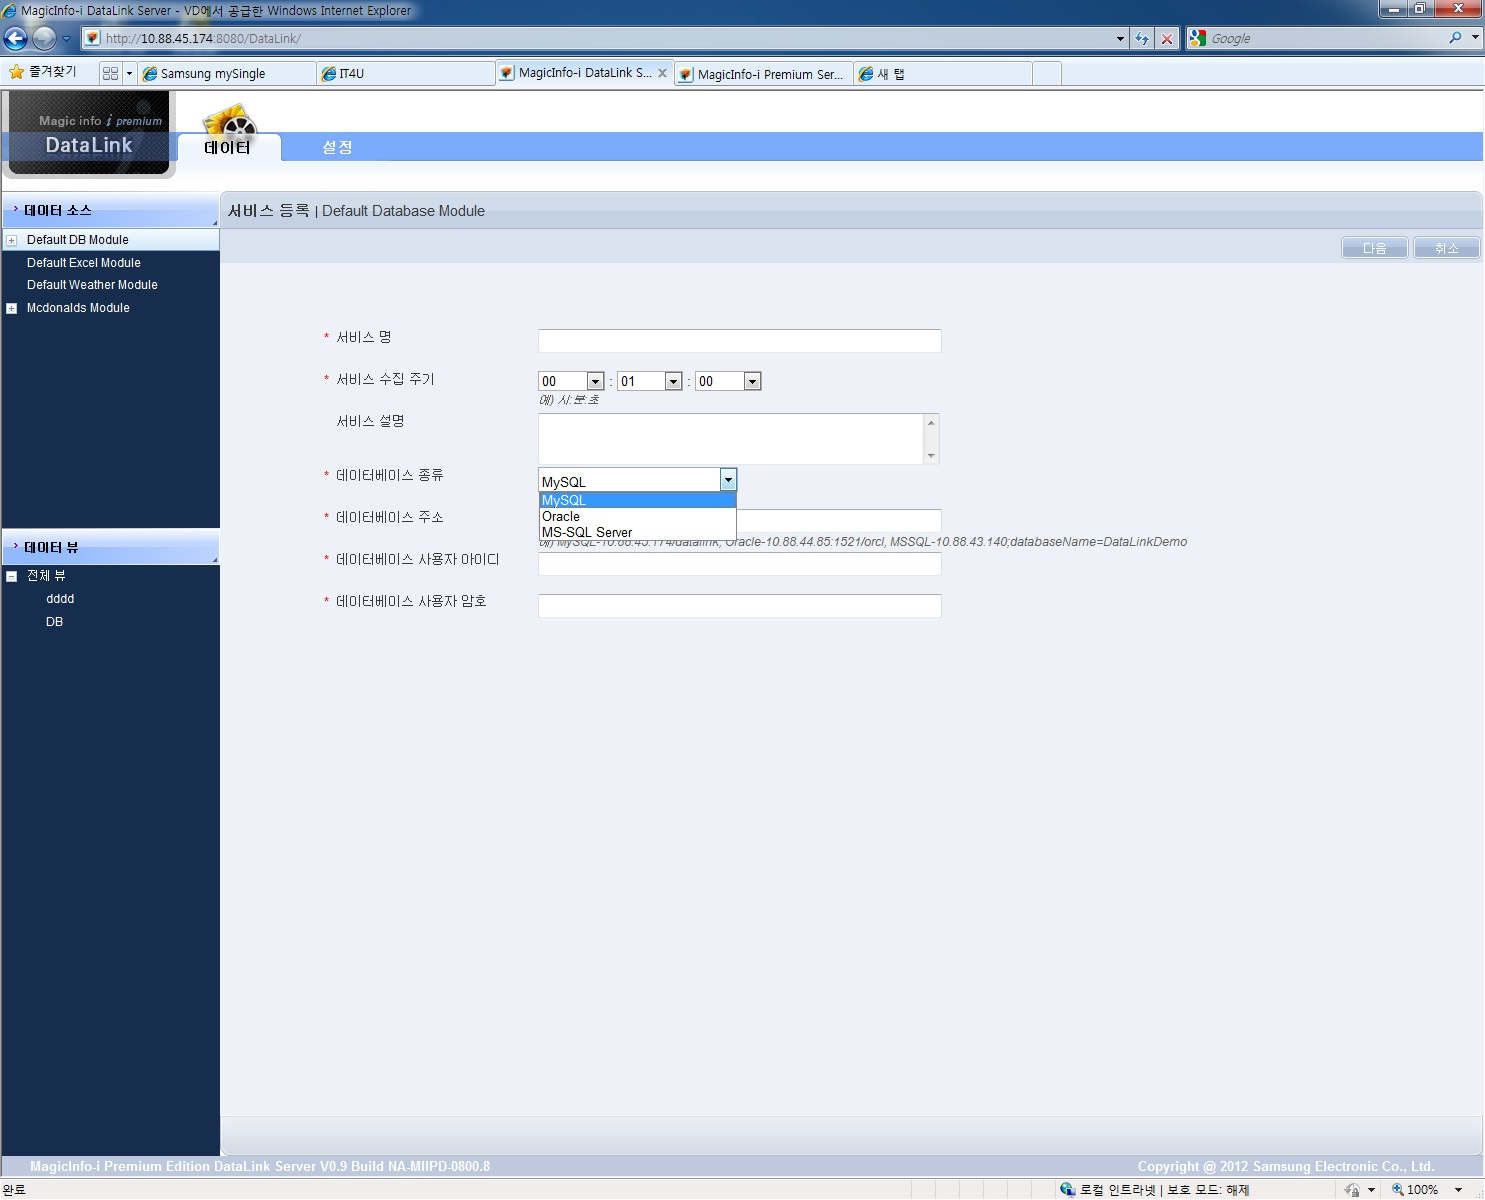 MagicInfo-i DataLink Server - VD에서 공급한 Windows Internet Explorer
http://10.88.45.174:8080/DataLink/
Google
즐겨찾기
Samsung mySingle
IT4U
MagicInfo-i DataLink S...
MagicInfo-i Premium Ser...
새 탭
Magic info i premium
DataLink
데이터
설정
데이터 소스
Default DB Module
Default Excel Module
Default Weather Module
Mcdonalds Module
데이터 뷰
전체 뷰
dddd
DB
서비스 등록 | Default Database Module
다음
취소
* 서비스 명
* 서비스 수집 주기
00 : 01 : 00
예) 시:분:초
서비스 설명
* 데이터베이스 종류
MySQL
MySQL
Oracle
MS-SQL Server
* 데이터베이스 주소
예) MySQL-10.88.45.174/datalink, Oracle-10.88.44.85:1521/orcl, MSSQL-10.88.43.140;databaseName=DataLinkDemo
* 데이터베이스 사용자 아이디
* 데이터베이스 사용자 암호
MagicInfo-i Premium Edition DataLink Server V0.9 Build NA-MIIPD-0800.8
Copyright @ 2012 Samsung Electronic Co., Ltd.
완료
로컬 인트라넷 | 보호 모드: 해제
100%